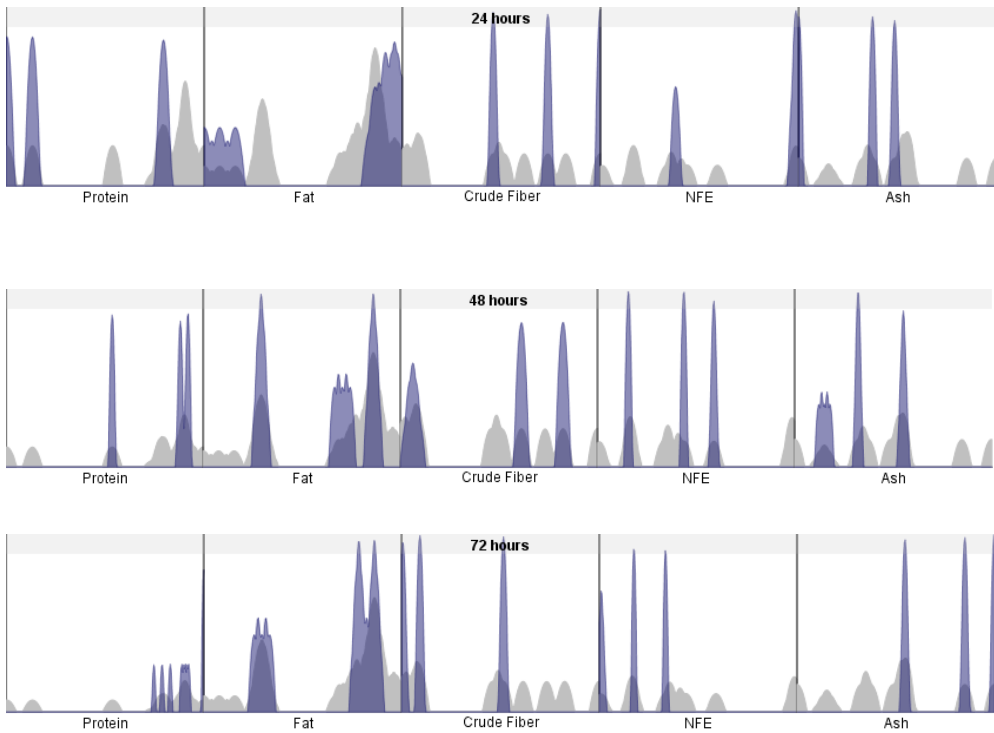 24 hours
Protein Fat Crude Fiber NFE Ash
48 hours
Protein Fat Crude Fiber NFE Ash
72 hours
Protein Fat Crude Fiber NFE Ash